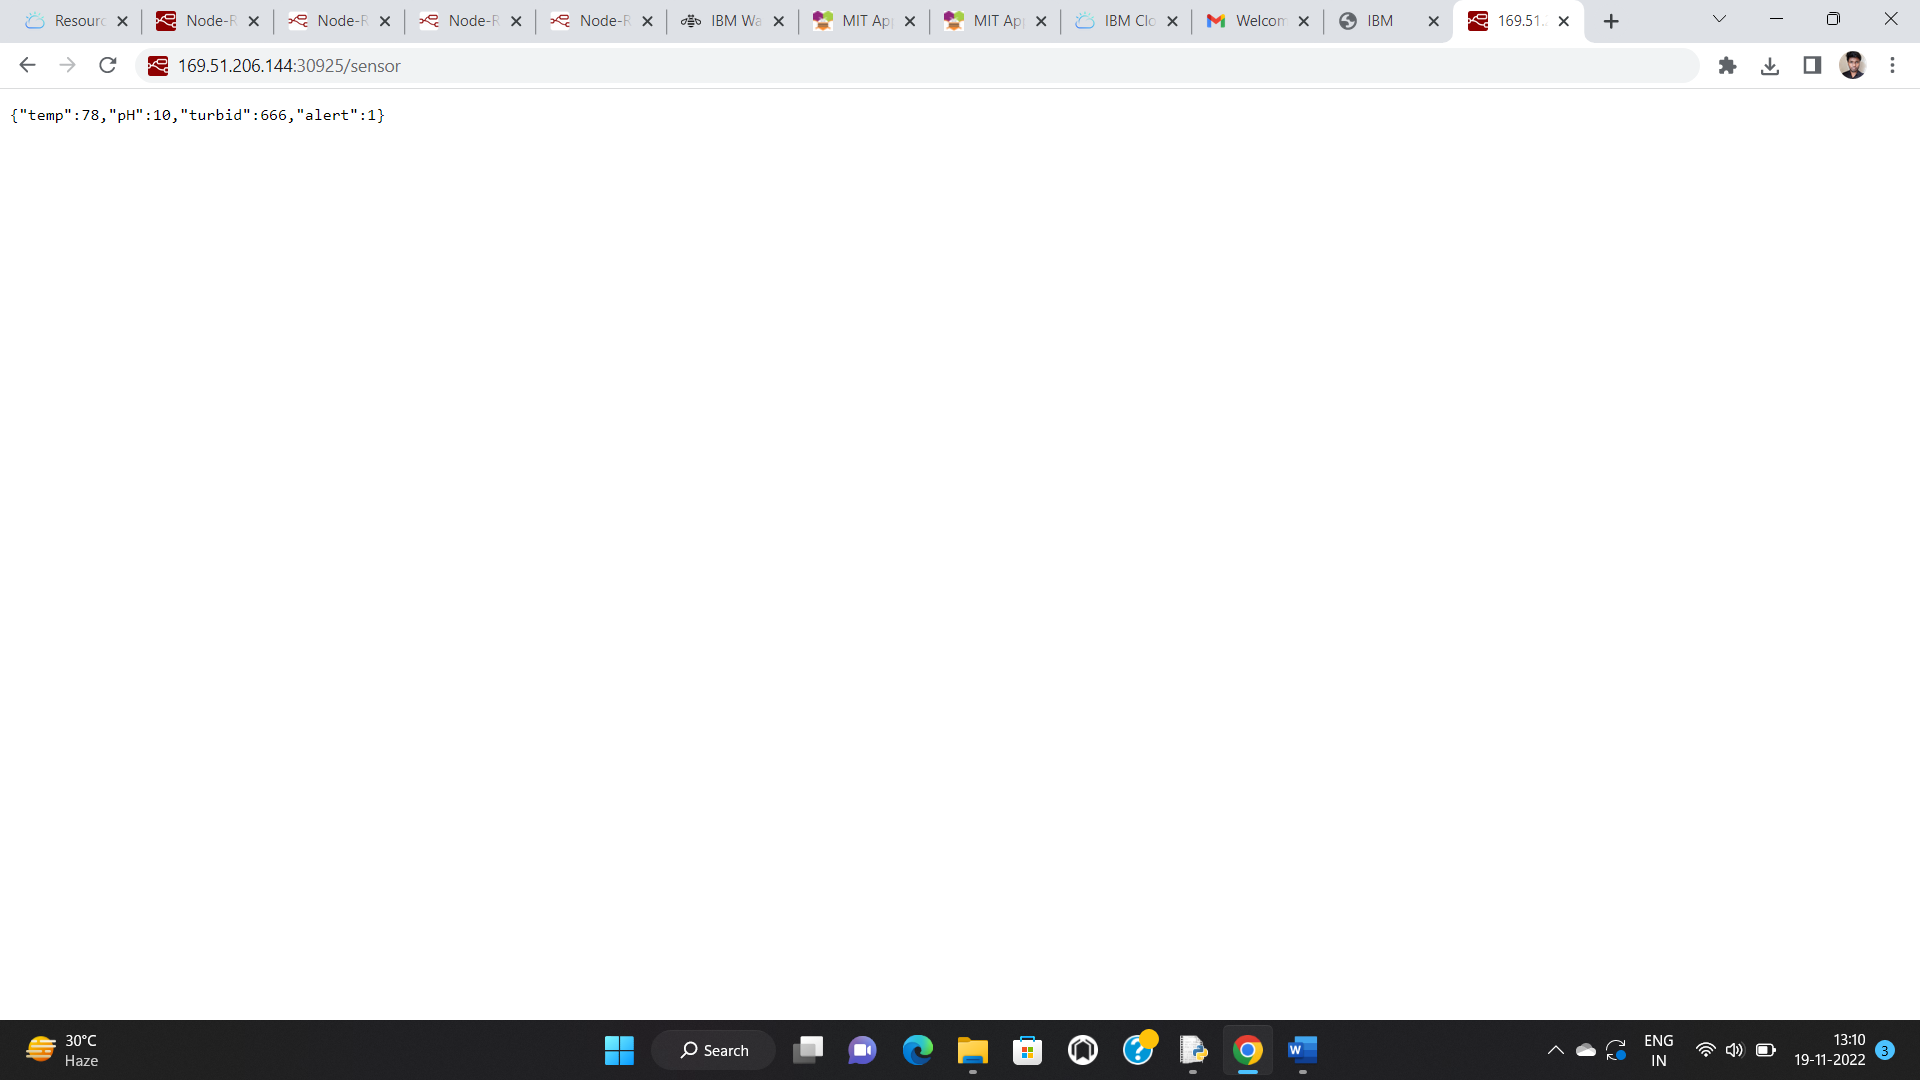 Resourc
Node-R
Node-R
Node-R
Node-R
IBM Wa
MIT Ap
MIT Ap
IBM Clo
Welcom
IBM
169.51.
169.51.206.144:30925/sensor
{"temp":78,"pH":10,"turbid":666,"alert":1}
30°C
Haze
Search
ENG
IN
13:10
19-11-2022
3